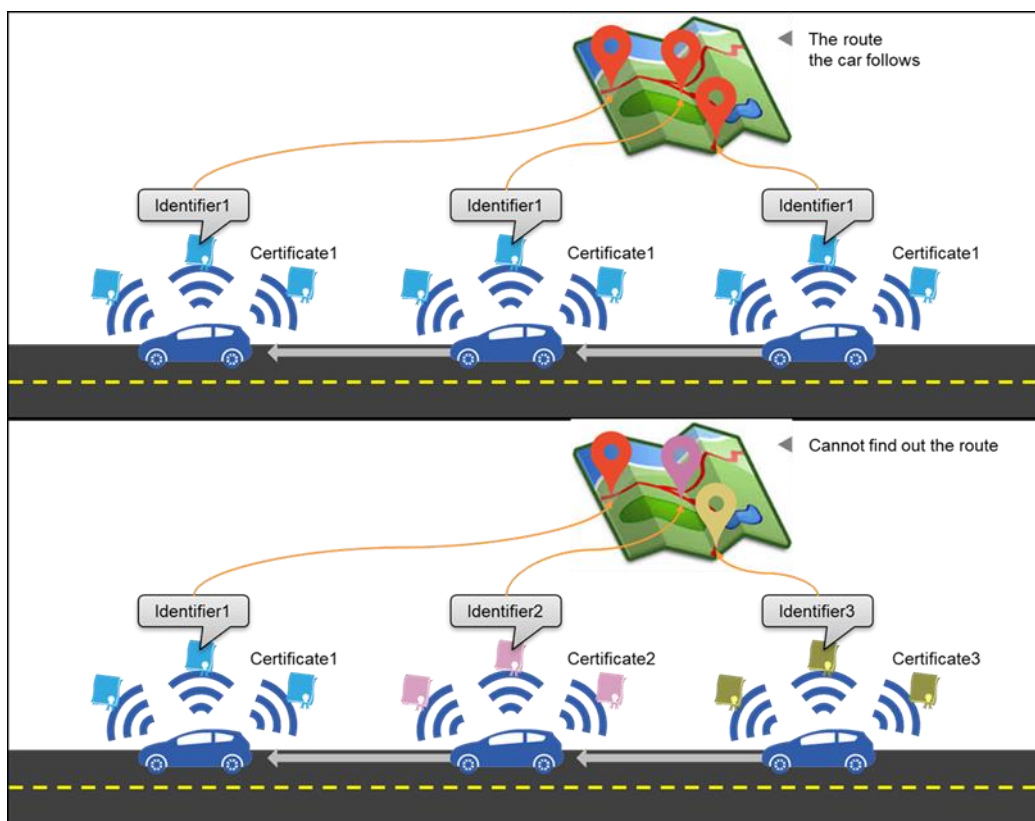 The route
the car follows
Identifier1
Identifier1
Identifier1
Certificate1
Certificate1
Certificate1
Cannot find out the route
Identifier1
Identifier2
Identifier3
Certificate1
Certificate2
Certificate3